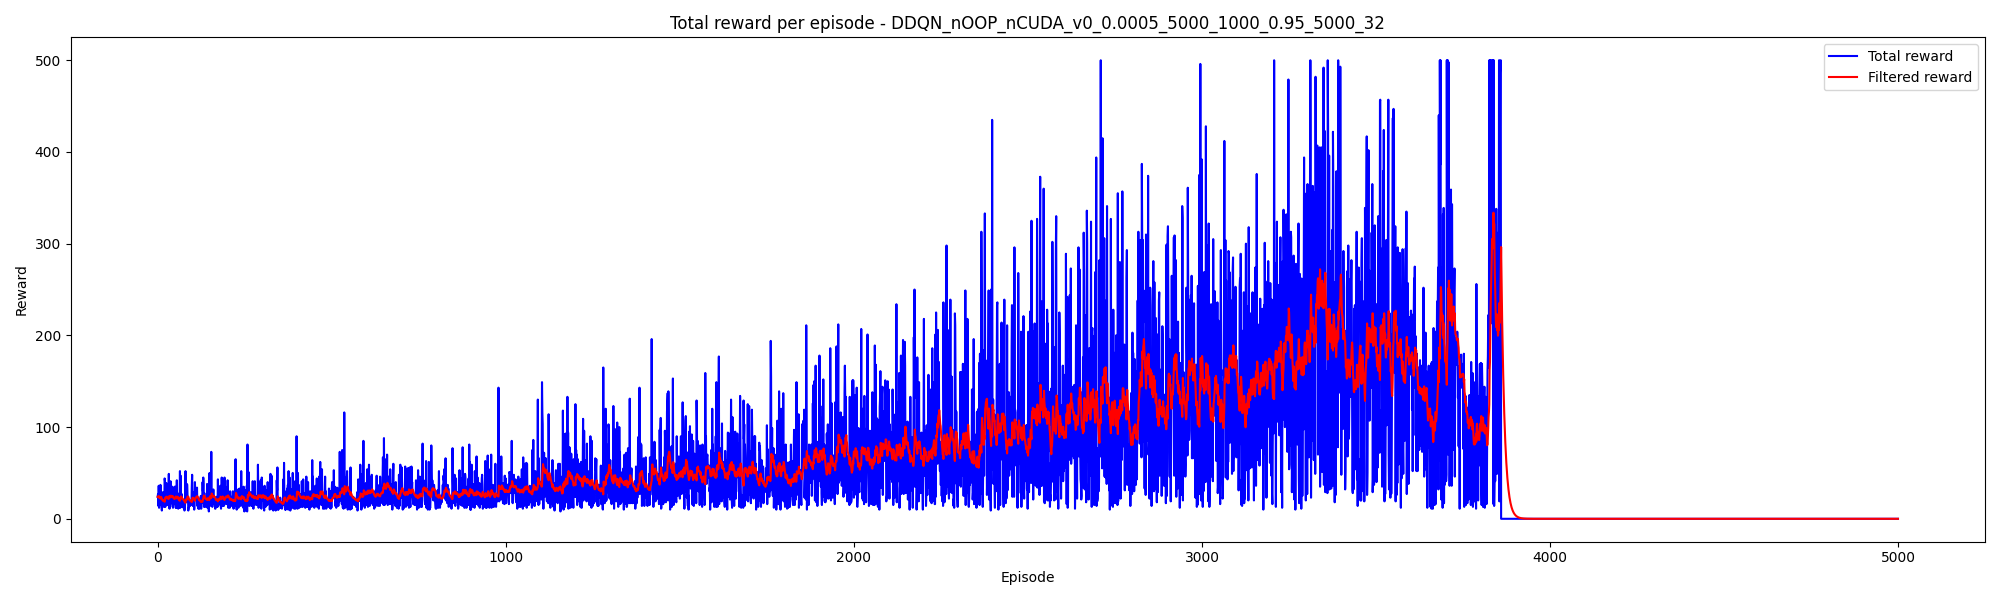 Total reward per episode - DDQN_nOOP_nCUDA_v0_0.0005_5000_1000_0.95_5000_32
Total reward
Filtered reward
500
400
300
200
100
0
Reward
0 1000 2000 3000 4000 5000
Episode